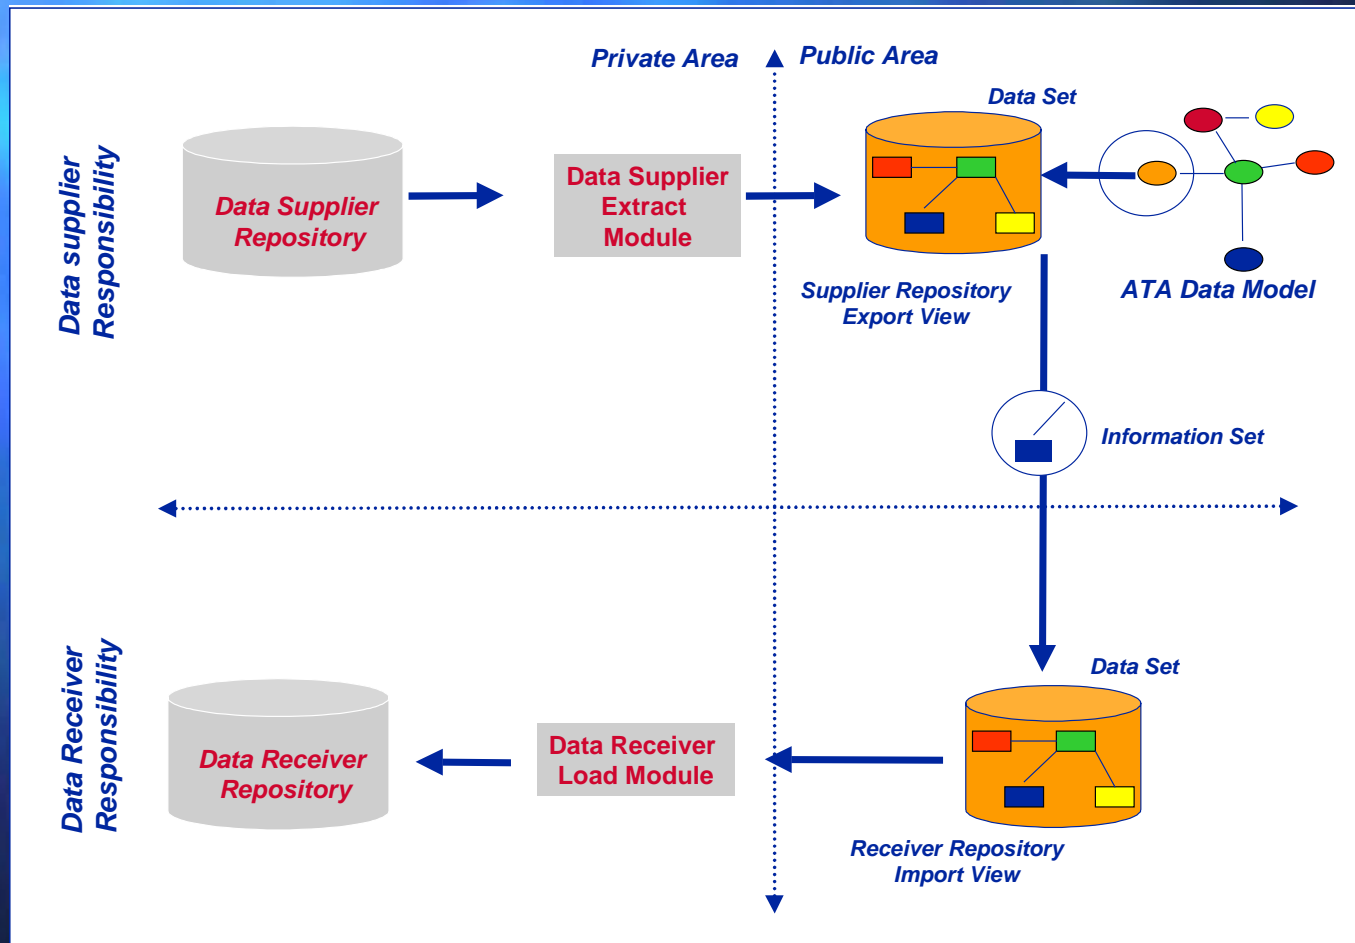 Private Area
Public Area
Data Set
Data supplier
Responsibility
Data Supplier
Repository
Data Supplier
Extract
Module
Supplier Repository
Export View
ATA Data Model
Information Set
Data Receiver
Responsibility
Data Set
Data Receiver
Repository
Data Receiver
Load Module
Receiver Repository
Import View